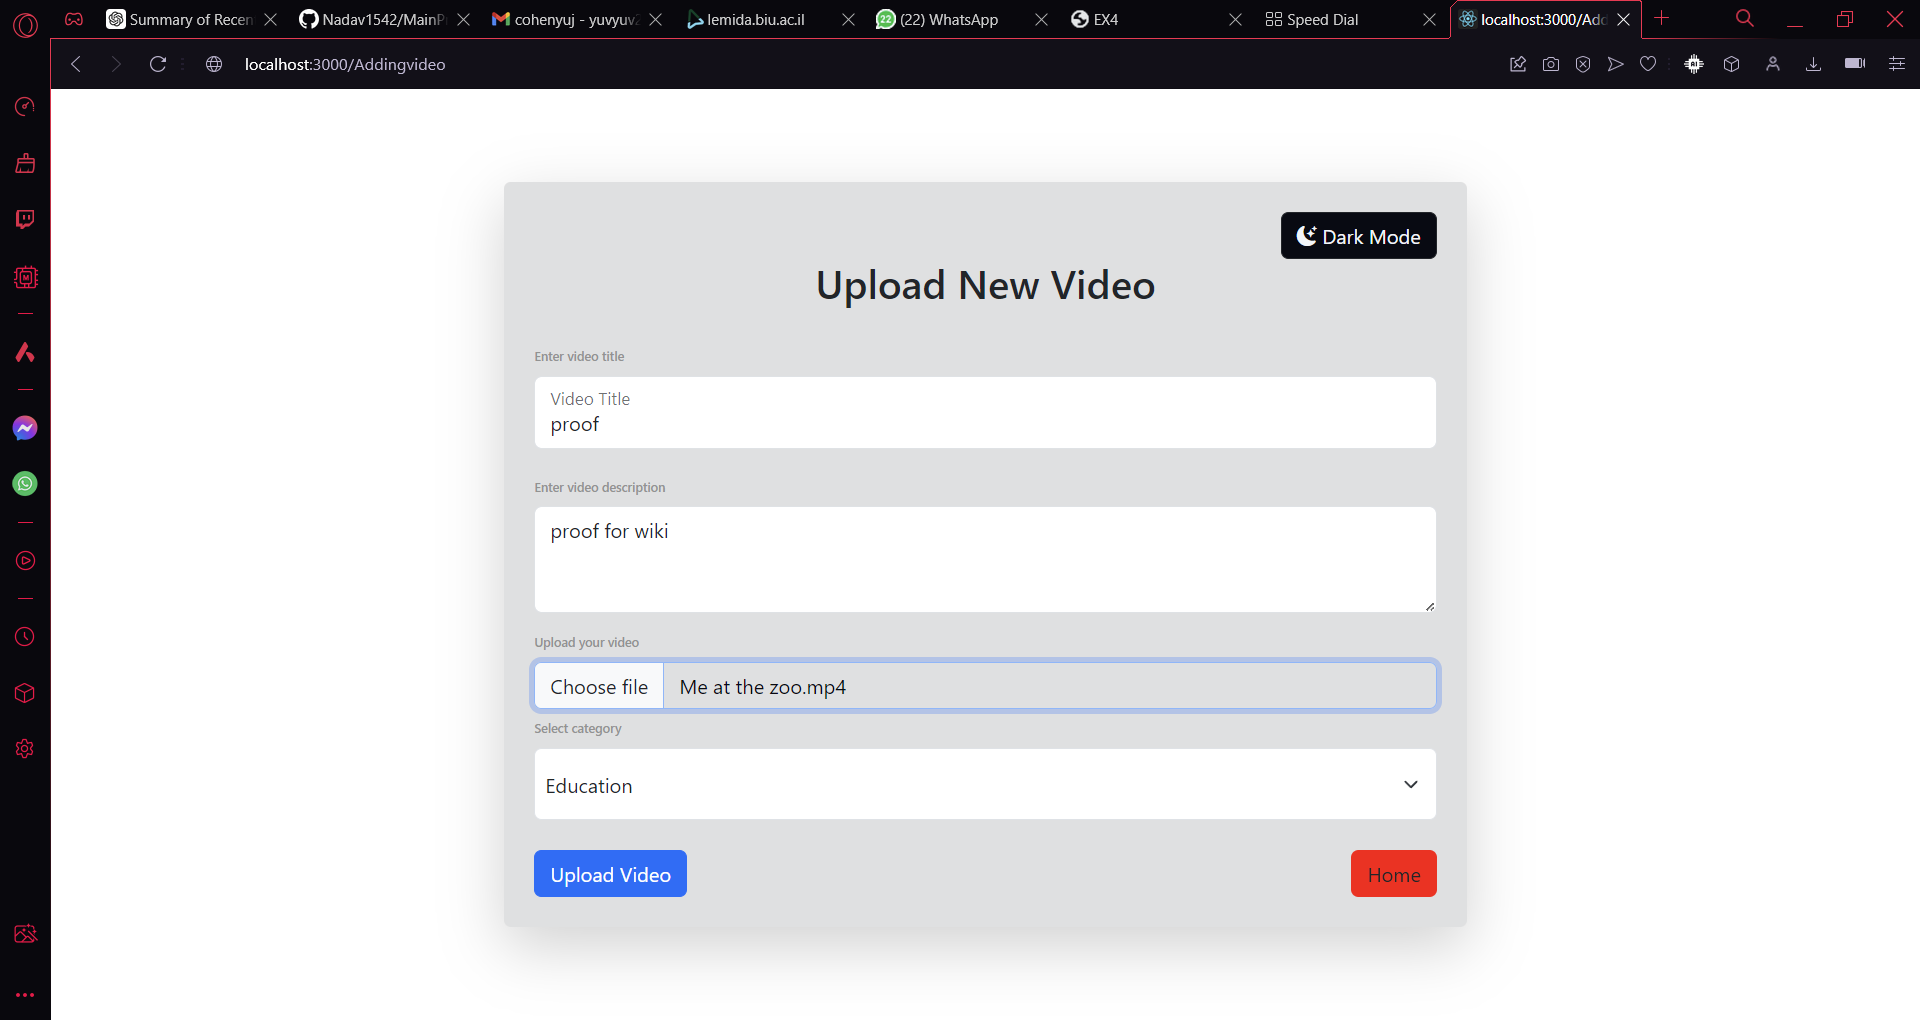 Summary of Recen
Nadav1542/MainP
cohenyuj - yuvyuv2
lemida.biu.ac.il
22
(22) WhatsApp
EX4
Speed Dial
localhost:3000/Add
localhost:3000/Addingvideo
Dark Mode
Upload New Video
Enter video title
Video Title
proof
Enter video description
proof for wiki
Upload your video
Choose file
Me at the zoo.mp4
Select category
Education
Upload Video
Home